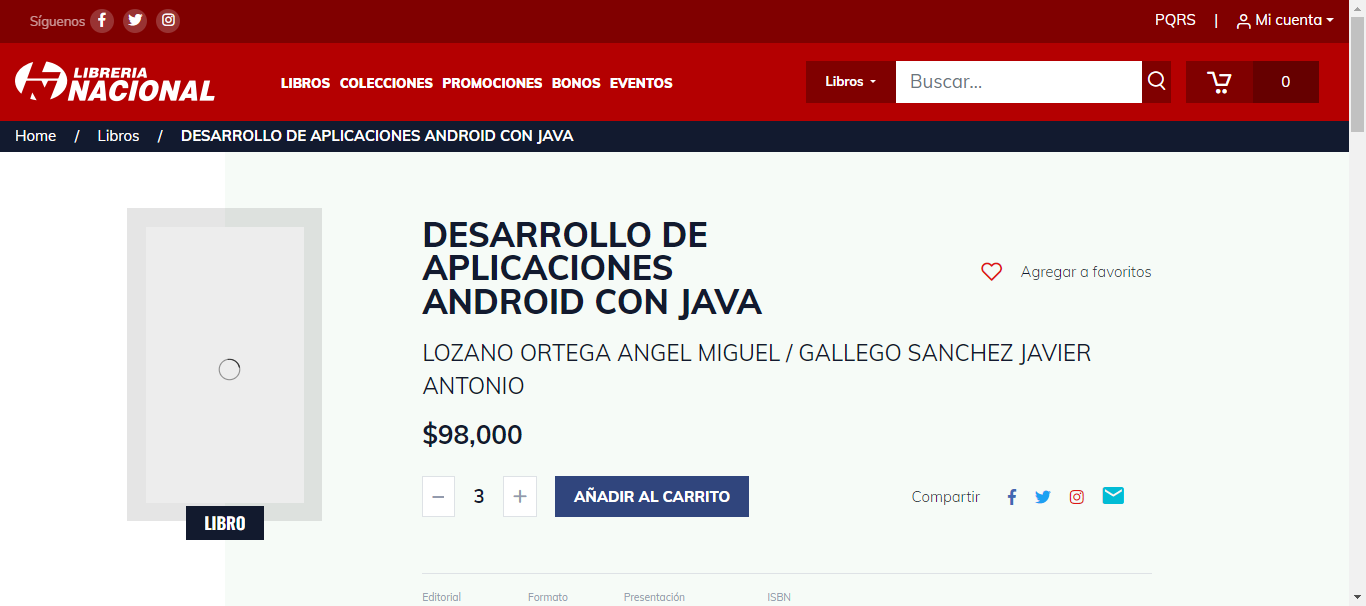 Síguenos
PQRS | Mi cuenta
LIBRERIA
NACIONAL
LIBROS COLECCIONES PROMOCIONES BONOS EVENTOS
Libros Buscar... 0
Home / Libros / DESARROLLO DE APLICACIONES ANDROID CON JAVA
DESARROLLO DE
APLICACIONES
ANDROID CON JAVA
Agregar a favoritos
LOZANO ORTEGA ANGEL MIGUEL / GALLEGO SANCHEZ JAVIER
ANTONIO
$98,000
− 3 + AÑADIR AL CARRITO
Compartir
LIBRO
Editorial Formato Presentación ISBN